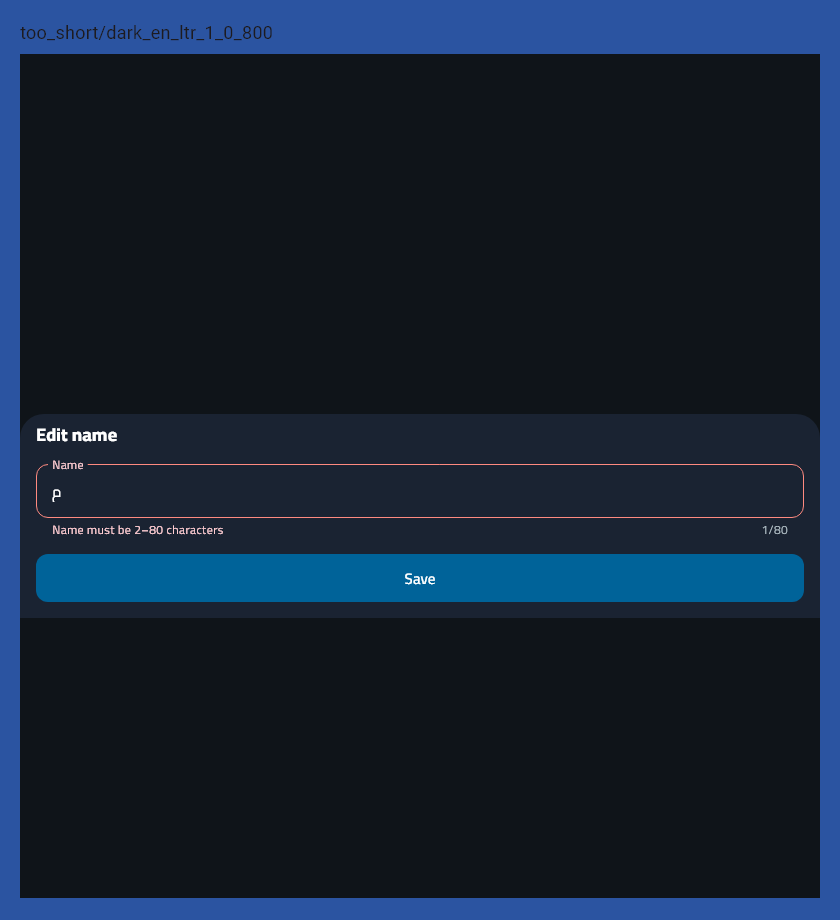 too_short/dark_en_ltr_1_0_800
Edit name
Name
م
Name must be 2–80 characters
1/80
Save